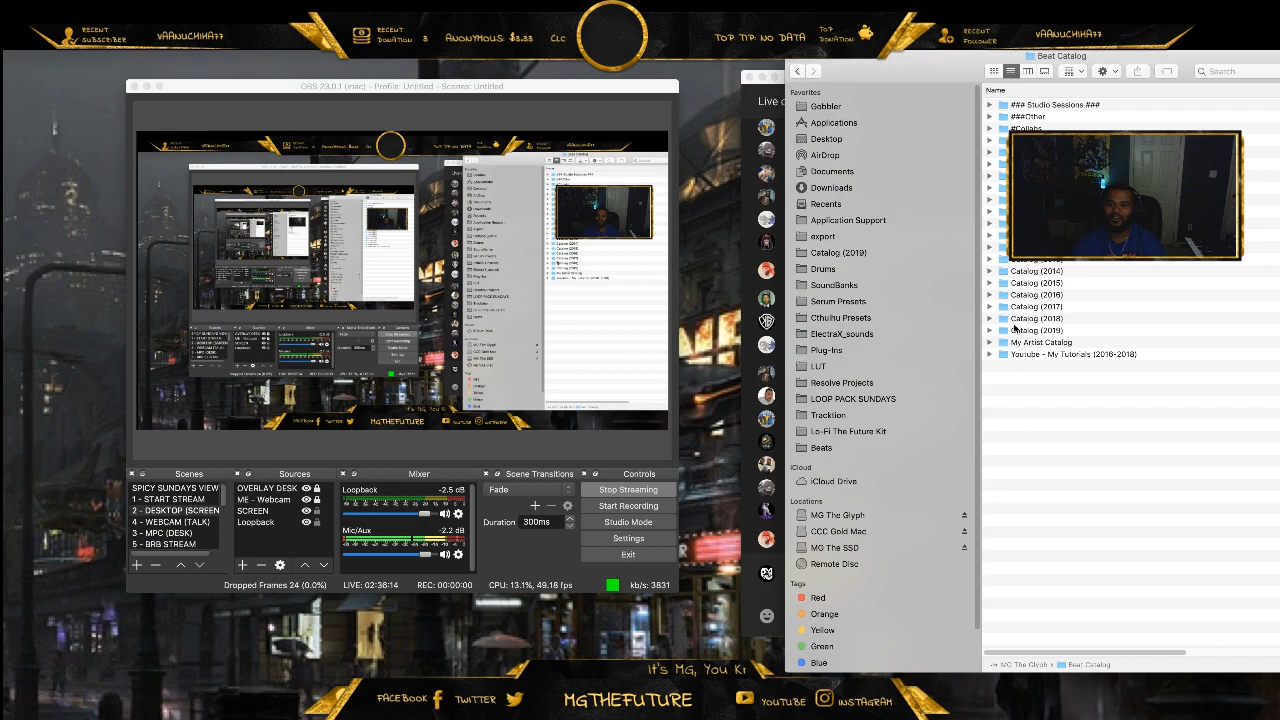 RECENT
SUBSCRIBER
vAANUCHIHA77
RECENT
DONATION
3
ANONYMOUS: $3.33
CLC
TOP TIP: NO DATA
TOP
DONATION
RECENT
FOLLOWER
vAANUCHIHA77
OBS 23.0.1 (mac) - Profile: Untitled - Scenes: Untitled
Scenes
SPICY SUNDAYS VIEW
1 - START STREAM
2 - DESKTOP (SCREEN
4 - WEBCAM (TALK)
3 - MPC (DESK)
5 - BRB STREAM
Sources
OVERLAY DESK
ME - Webcam
SCREEN
Loopback
Mixer
Loopback
-2.5 dB
Mic/Aux
-2.2 dB
Scene Transitions
Fade
Duration
300ms
Controls
Stop Streaming
Start Recording
Studio Mode
Settings
Exit
Dropped Frames 24 (0.0%)
LIVE: 02:36:14
REC: 00:00:00
CPU: 13.1%, 49.18 fps
kb/s: 3831
Live
Beat Catalog
Search
Favorites
Gobbler
Applications
Desktop
AirDrop
Documents
Downloads
Recents
Application Support
export
Catalog (2019)
Drums
SoundBanks
Serum Presets
Cthulhu Presets
Plug-ins
LUT
Resolve Projects
LOOP PACK SUNDAYS
Tracktion
Lo-Fi The Future Kit
Beats
iCloud
iCloud Drive
Locations
MG The Glyph
CCC Gold Mac
MG The SSD
Remote Disc
Tags
Red
Orange
Yellow
Green
Blue
Name
### Studio Sessions ###
###Other
#Collabs
Catalog (2014)
Catalog (2015)
Catalog (2016)
Catalog (2017)
Catalog (2018)
(2019)
My Artist Catalog
- My Tutorials (2016-2018)
MG The Glyph
Beat Catalog
It's MG, You Kr
FACEBOOK
TWITTER
MGTHEFUTURE
YOUTUBE
INSTAGRAM